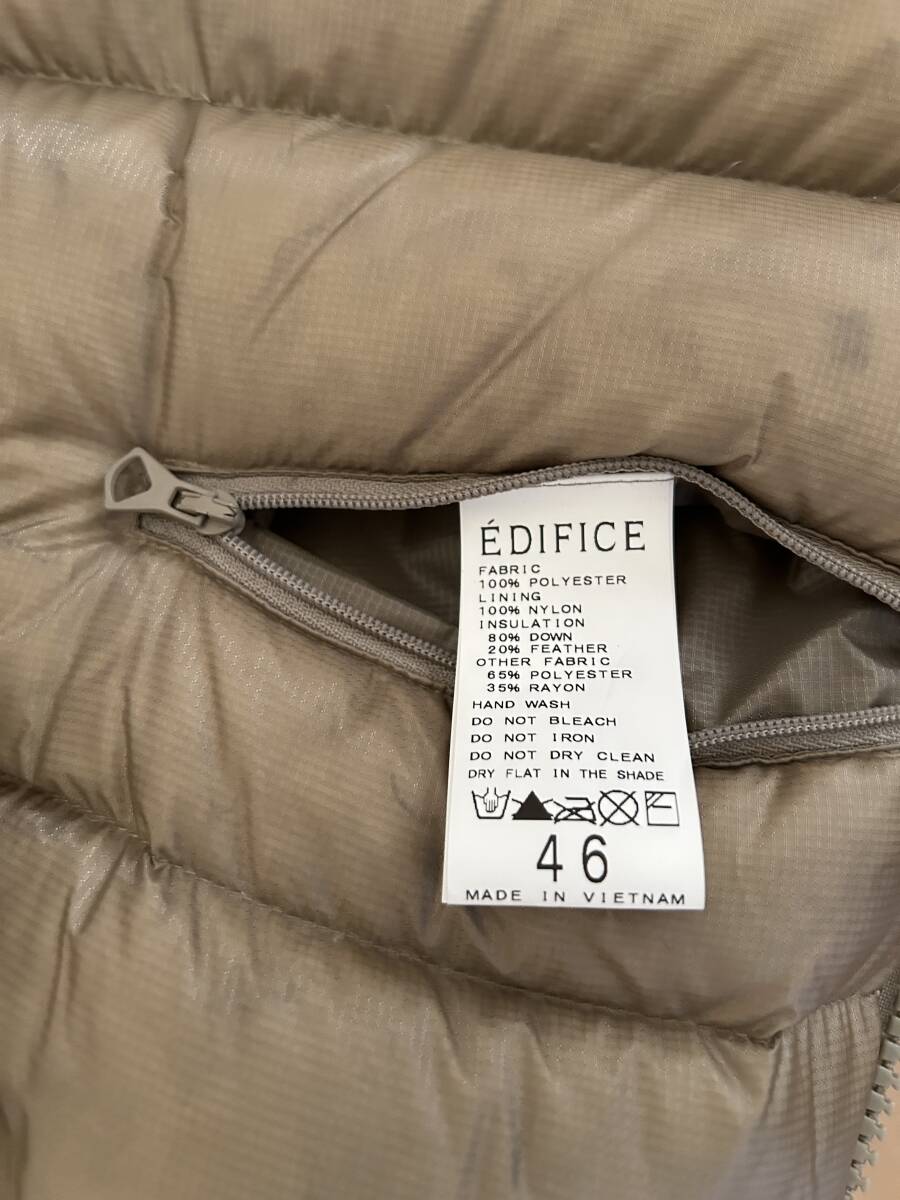 ÉDIFICE
FABRIC
100% POLYESTER
LINING
100% NYLON
INSULATION
80% DOWN
20% FEATHER
OTHER FABRIC
65% POLYESTER
35% RAYON
HAND WASH
DO NOT BLEACH
DO NOT IRON
DO NOT DRY CLEAN
DRY FLAT IN THE SHADE
46
MADE IN VIETNAM